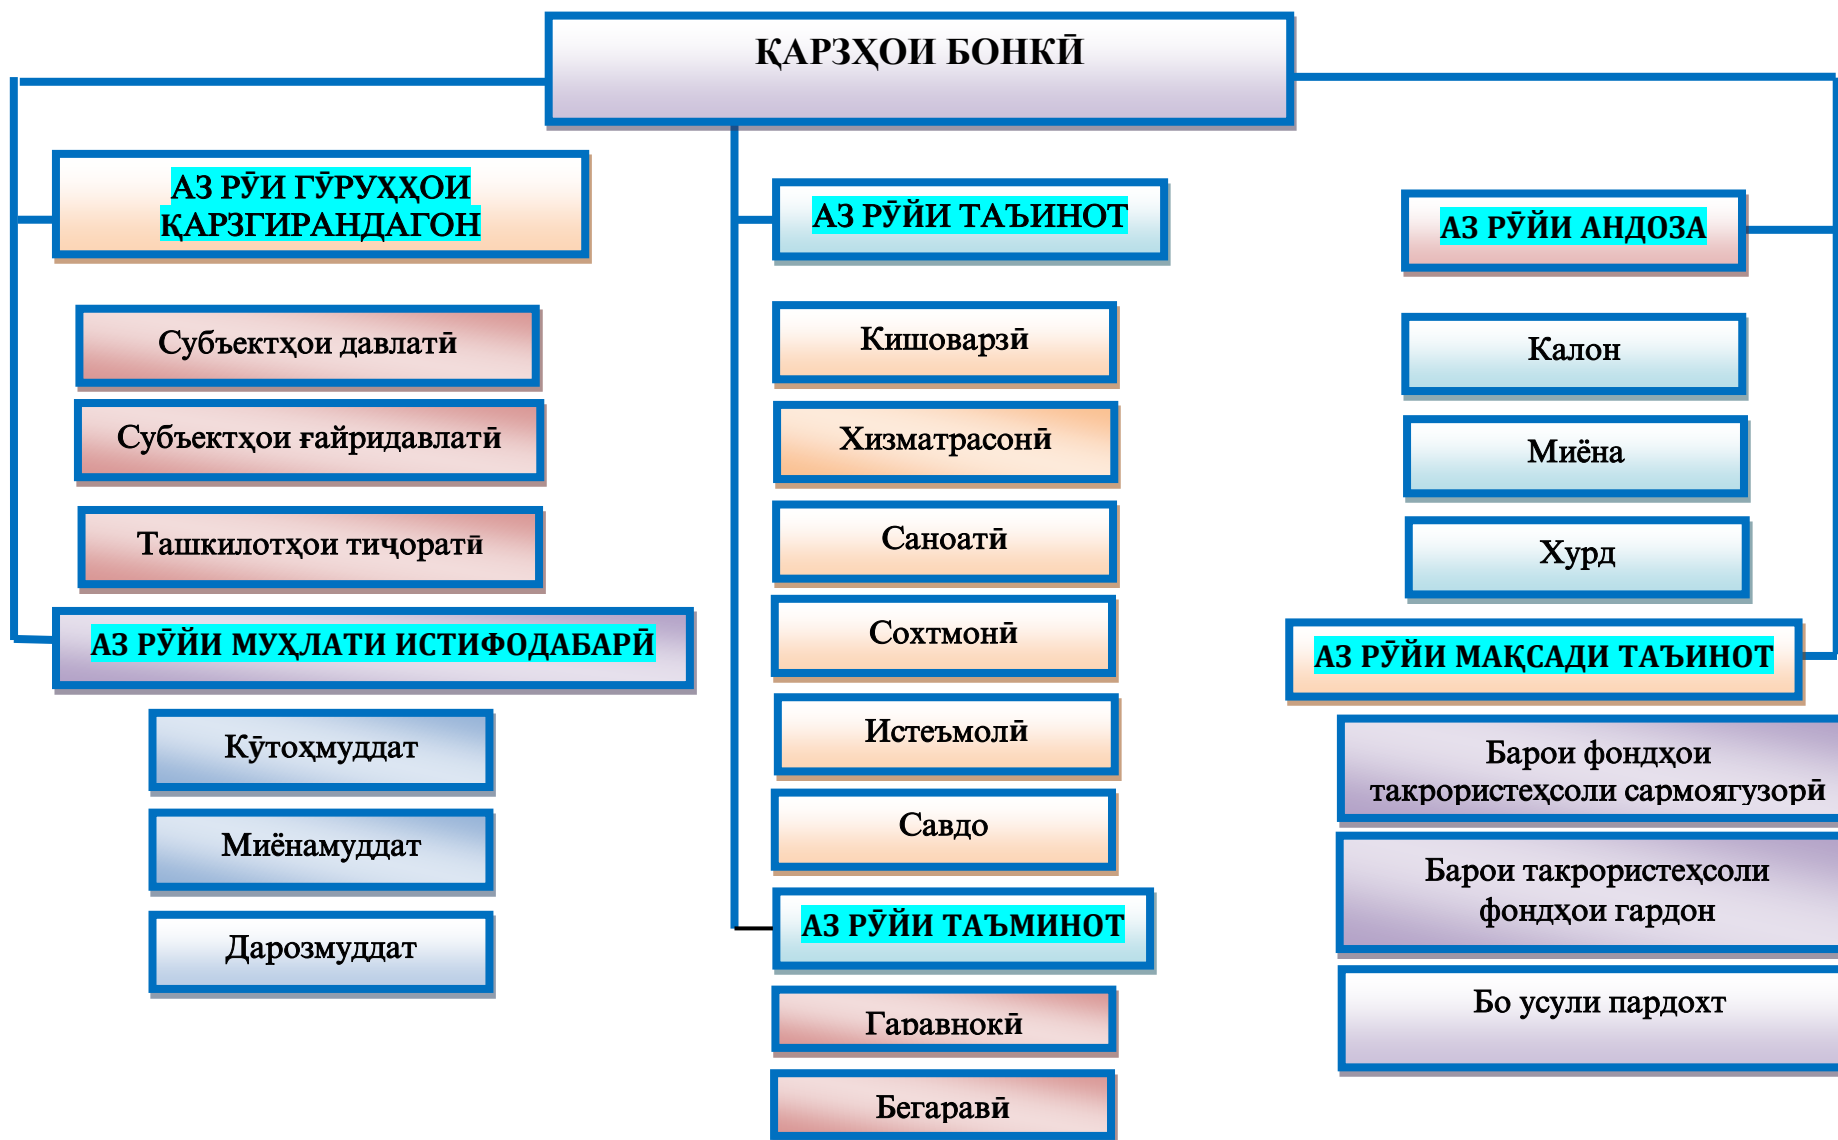 ҚАРЗҲОИ БОНКӢ
АЗ РӮИ ГӮРУҲҲОИ
ҚАРЗГИРАНДАГОН
Субъектҳои давлатӣ
Субъектҳои ғайридавлатӣ
Ташкилотҳои тиҷоратӣ
АЗ РӮЙИ МУҲЛАТИ ИСТИФОДАБАРӢ
Кӯтоҳмуддат
Миёнамуддат
Дарозмуддат
АЗ РӮЙИ ТАЪИНОТ
Кишоварзӣ
Хизматрасонӣ
Саноатӣ
Сохтмонӣ
Истеъмолӣ
Савдо
АЗ РӮЙИ ТАЪМИНОТ
Гаравнокӣ
Бегаравӣ
АЗ РӮЙИ АНДОЗА
Калон
Миёна
Хурд
АЗ РӮЙИ МАҚСАДИ ТАЪИНОТ
Барои фондҳои
такрористеҳсоли сармоягузорӣ
Барои такрористеҳсоли
фондҳои гардон
Бо усули пардохт